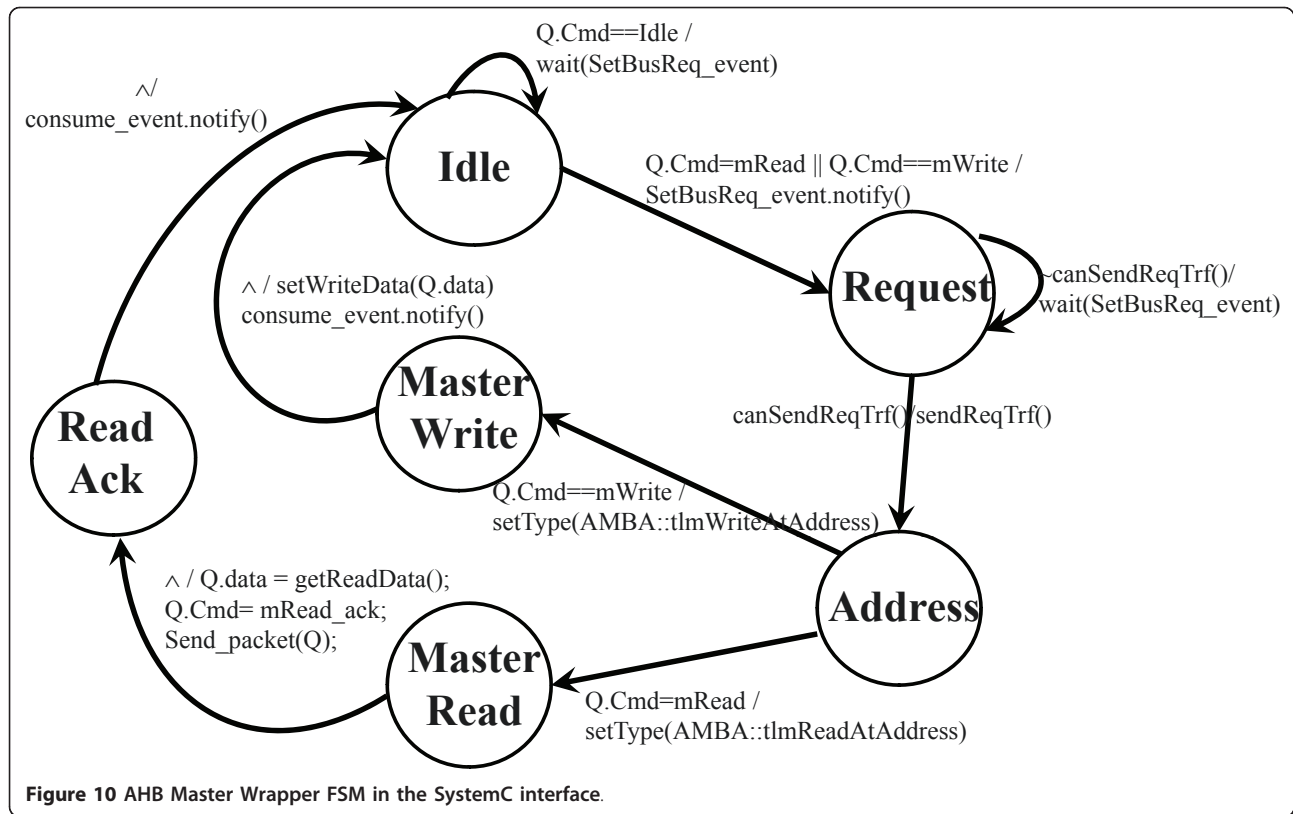 Q.Cmd==Idle /
wait(SetBusReq_event)
∧/
consume_event.notify()
Idle
Q.Cmd=mRead || Q.Cmd==mWrite /
SetBusReq_event.notify()
Request
~canSendReqTrf()/
wait(SetBusReq_event)
∧ / setWriteData(Q.data)
consume_event.notify()
Master
Write
canSendReqTrf()/sendReqTrf()
Read
Ack
Q.Cmd==mWrite /
setType(AMBA::tlmWriteAtAddress)
∧ / Q.data = getReadData();
Q.Cmd= mRead_ack;
Send_packet(Q);
Address
Master
Read
Q.Cmd=mRead /
setType(AMBA::tlmReadAtAddress)
Figure 10 AHB Master Wrapper FSM in the SystemC interface.